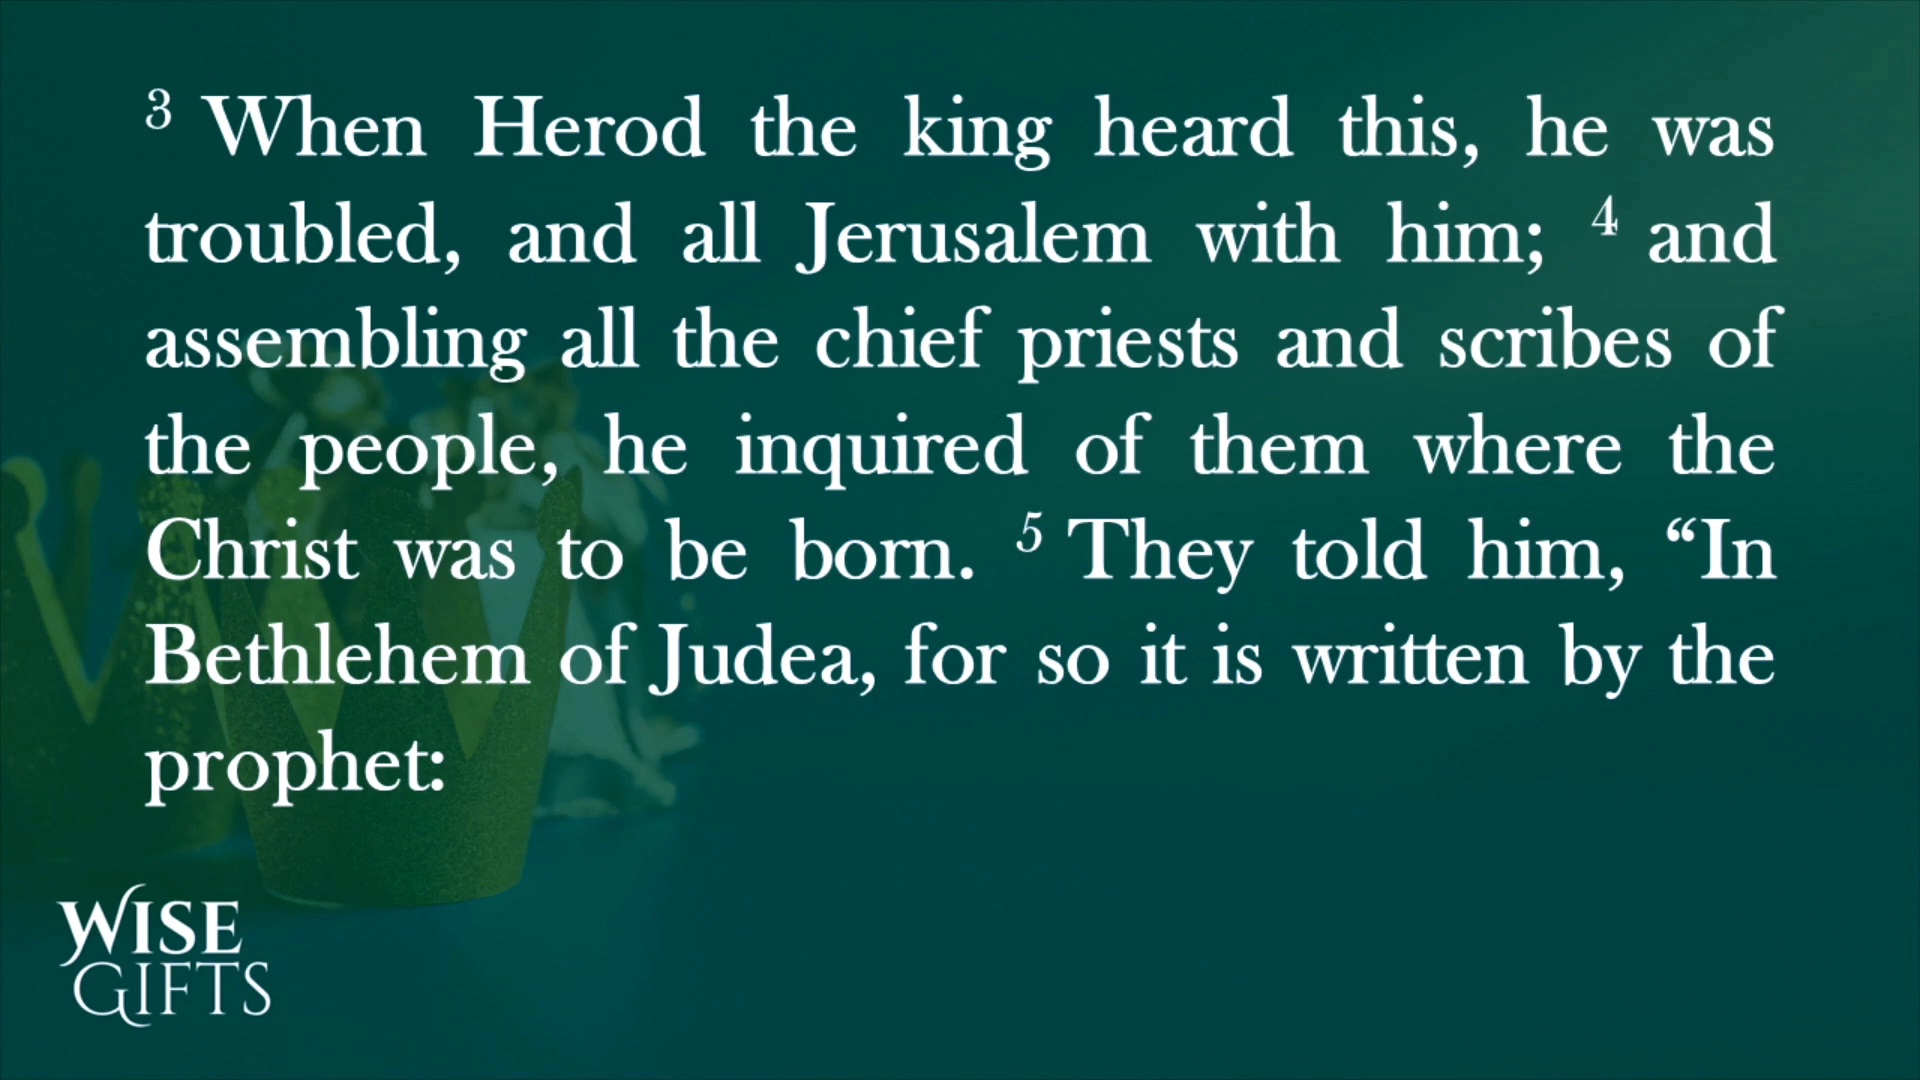 3 When Herod the king heard this, he was
troubled, and all Jerusalem with him; 4 and
assembling all the chief priests and scribes of
the people, he inquired of them where the
Christ was to be born. 5 They told him, “In
Bethlehem of Judea, for so it is written by the
prophet:
WISE
GIFTS